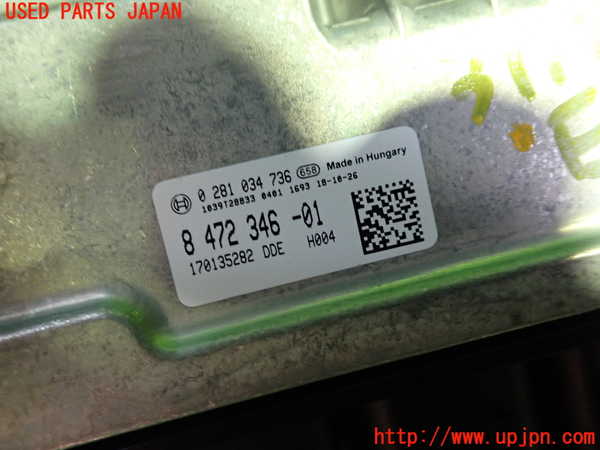 USED PARTS JAPAN
0 281 034 736 658 Made in Hungary
1039T20833 0401 1693 18-10-26
8 472 346 -01
170135282 DDE H004
http://www.upjpn.com/